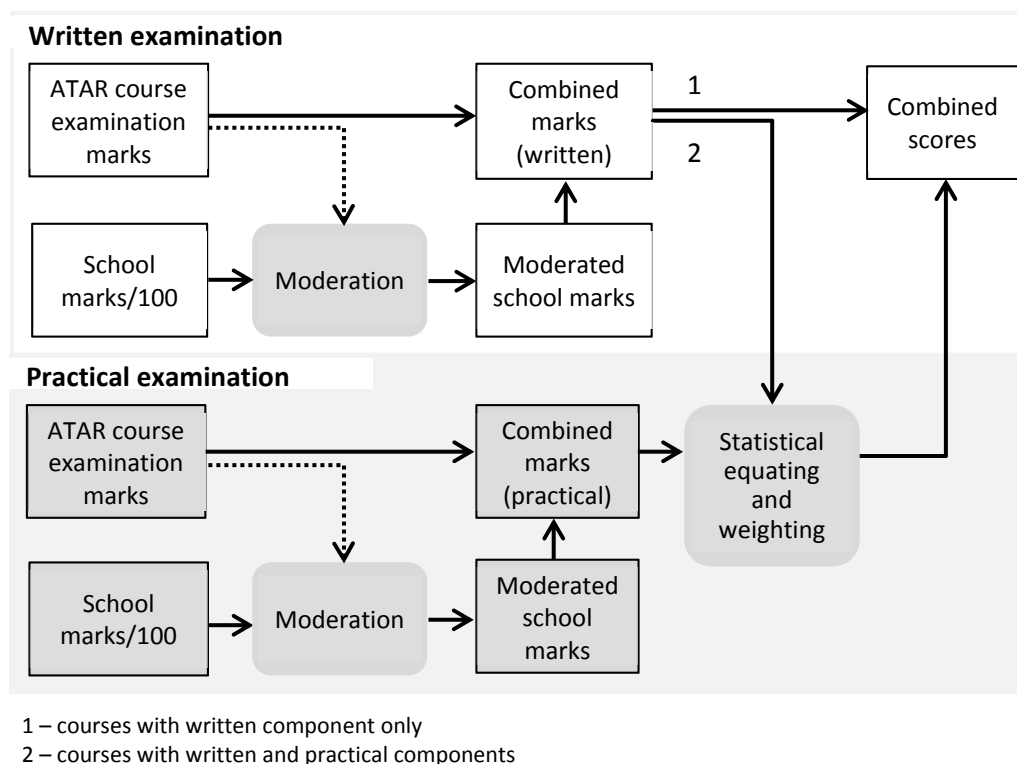 Written examination
ATAR course
examination
marks
Combined
marks
(written)
1
2
Combined
scores
School
marks/100
Moderation
Moderated
school marks
Practical examination
ATAR course
examination
marks
Combined
marks
(practical)
Statistical
equating
and
weighting
School
marks/100
Moderation
Moderated
school
marks
1 – courses with written component only
2 – courses with written and practical components